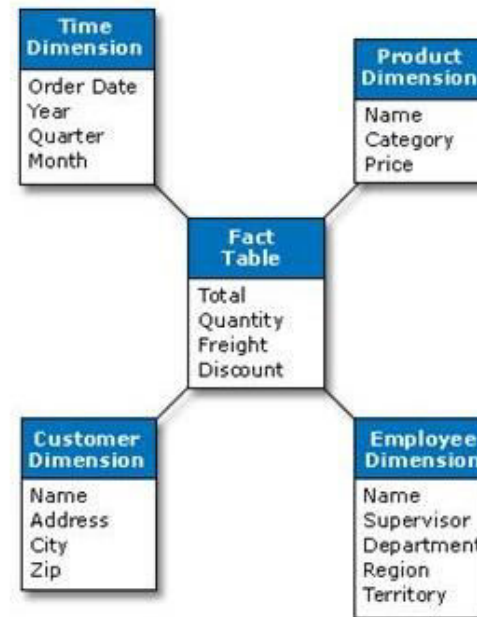 Time
Dimension
Order Date
Year
Quarter
Month
Product
Dimension
Name
Category
Price
Fact
Table
Total
Quantity
Freight
Discount
Customer
Dimension
Name
Address
City
Zip
Employee
Dimension
Name
Supervisor
Department
Region
Territory